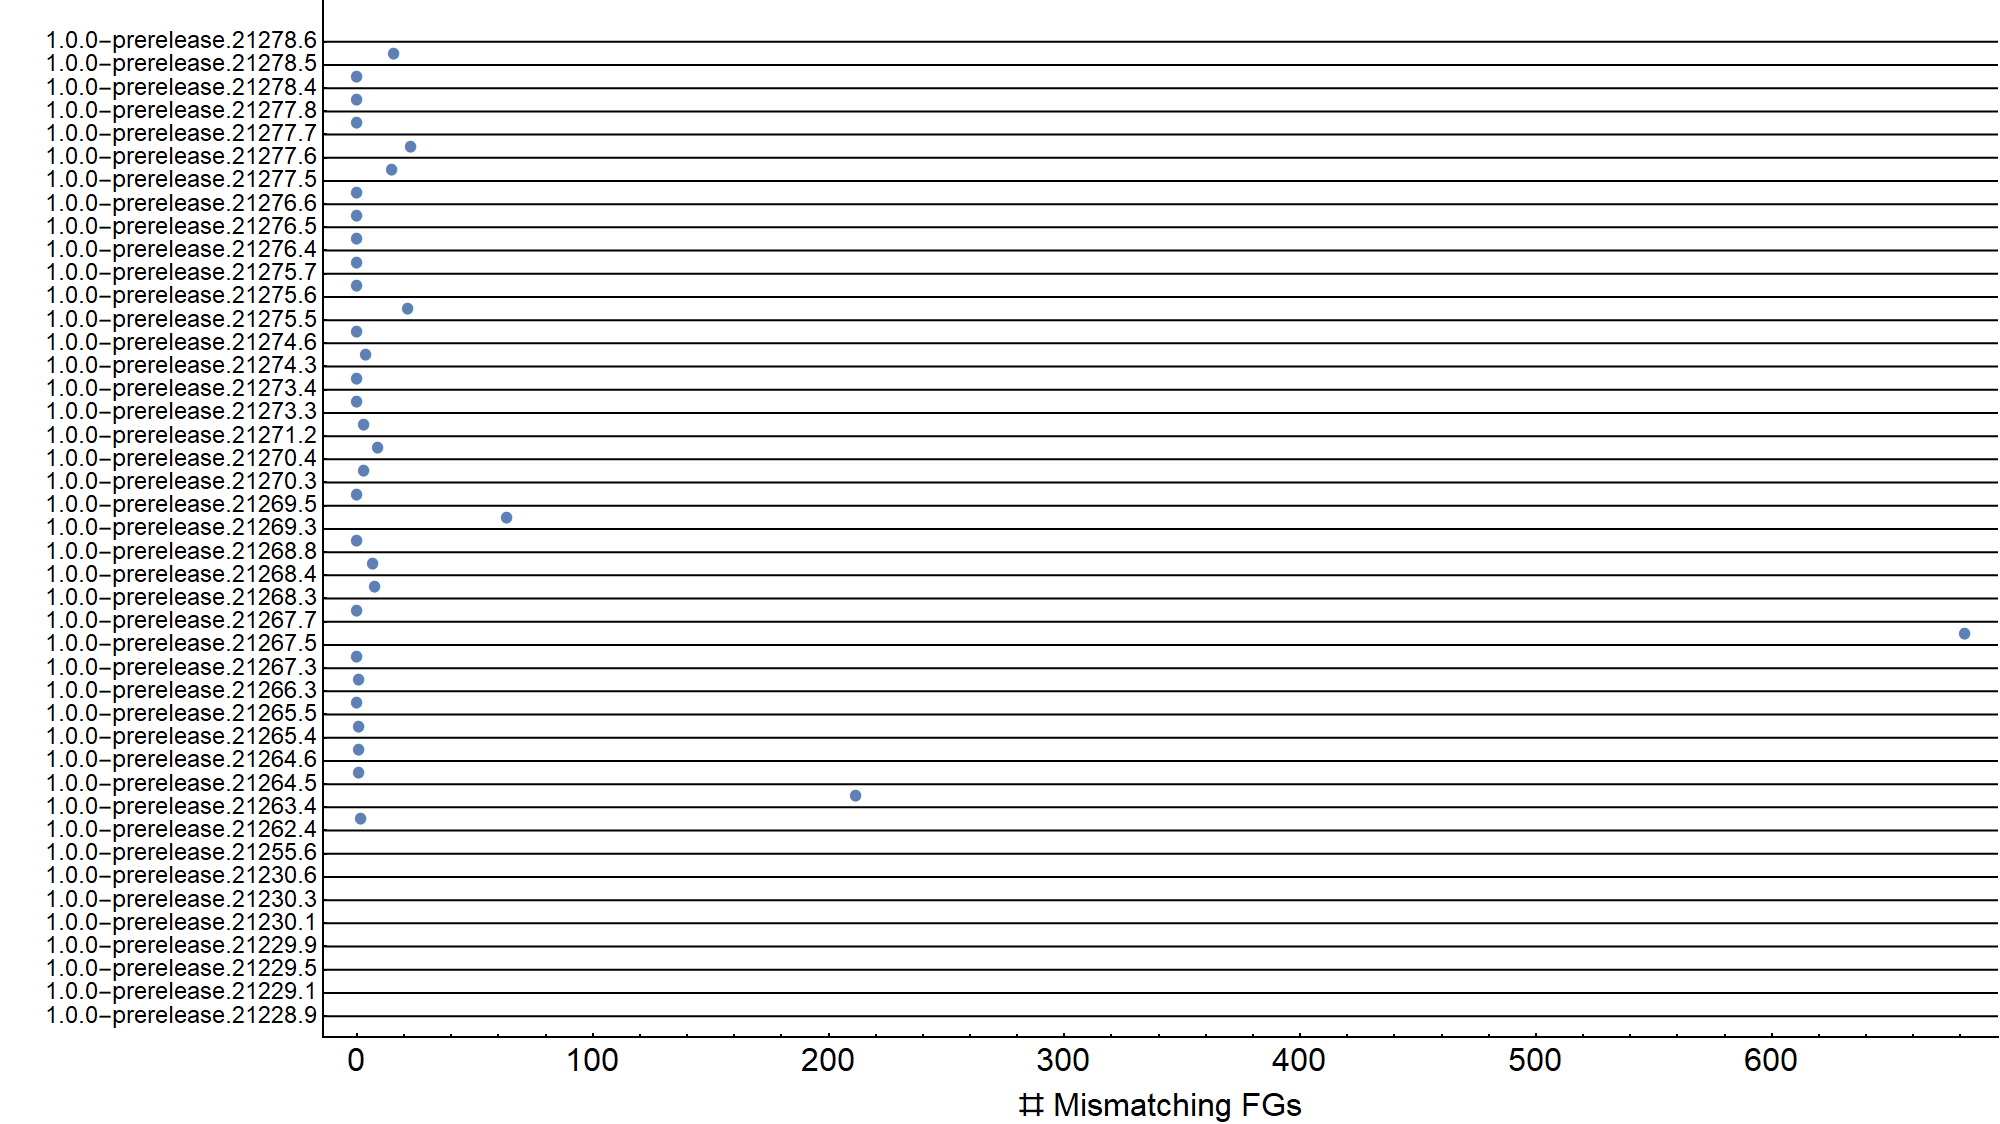 1.0.0−prerelease.21278.6
1.0.0−prerelease.21278.5
1.0.0−prerelease.21278.4
1.0.0−prerelease.21277.8
1.0.0−prerelease.21277.7
1.0.0−prerelease.21277.6
1.0.0−prerelease.21277.5
1.0.0−prerelease.21276.6
1.0.0−prerelease.21276.5
1.0.0−prerelease.21276.4
1.0.0−prerelease.21275.7
1.0.0−prerelease.21275.6
1.0.0−prerelease.21275.5
1.0.0−prerelease.21274.6
1.0.0−prerelease.21274.3
1.0.0−prerelease.21273.4
1.0.0−prerelease.21273.3
1.0.0−prerelease.21271.2
1.0.0−prerelease.21270.4
1.0.0−prerelease.21270.3
1.0.0−prerelease.21269.5
1.0.0−prerelease.21269.3
1.0.0−prerelease.21268.8
1.0.0−prerelease.21268.4
1.0.0−prerelease.21268.3
1.0.0−prerelease.21267.7
1.0.0−prerelease.21267.5
1.0.0−prerelease.21267.3
1.0.0−prerelease.21266.3
1.0.0−prerelease.21265.5
1.0.0−prerelease.21265.4
1.0.0−prerelease.21264.6
1.0.0−prerelease.21264.5
1.0.0−prerelease.21263.4
1.0.0−prerelease.21262.4
1.0.0−prerelease.21255.6
1.0.0−prerelease.21230.6
1.0.0−prerelease.21230.3
1.0.0−prerelease.21230.1
1.0.0−prerelease.21229.9
1.0.0−prerelease.21229.5
1.0.0−prerelease.21229.1
1.0.0−prerelease.21228.9
0 100 200 300 400 500 600
# Mismatching FGs